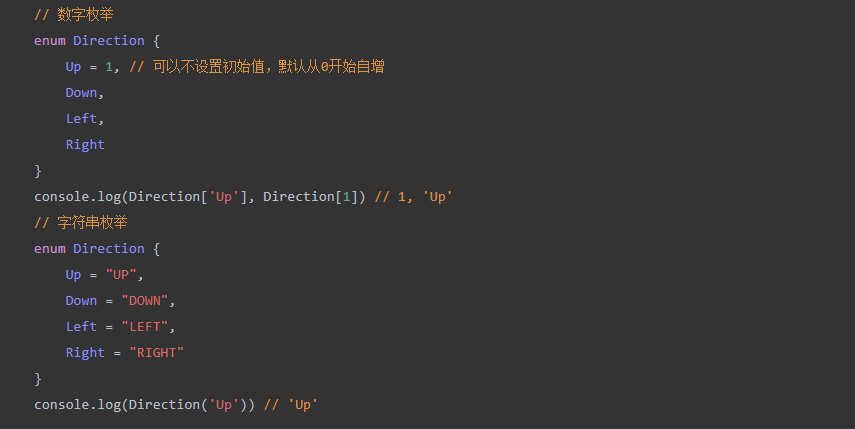 // 数字枚举
enum Direction {
    Up = 1, // 可以不设置初始值，默认从0开始自增
    Down,
    Left,
    Right
}
console.log(Direction['Up'], Direction[1]) // 1, 'Up'
// 字符串枚举
enum Direction {
    Up = "UP",
    Down = "DOWN",
    Left = "LEFT",
    Right = "RIGHT"
}
console.log(Direction('Up')) // 'Up'